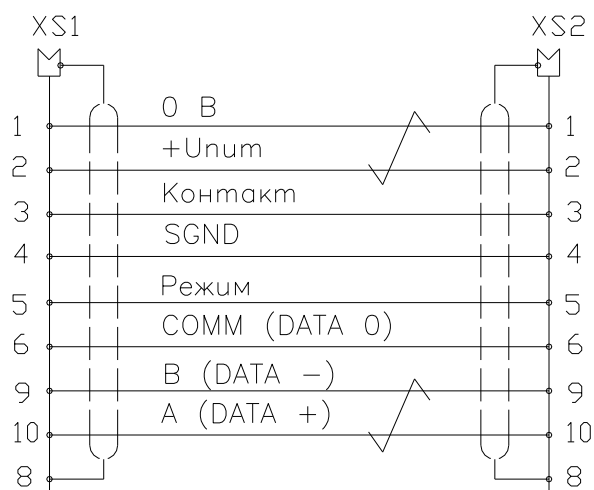 XS1 XS2
1 0 В 1
2 +Uпит 2
3 Контакт 3
4 SGND 4
5 Режим 5
6 COMM (DATA 0) 6
9 B (DATA -) 9
10 A (DATA +) 10
8 8